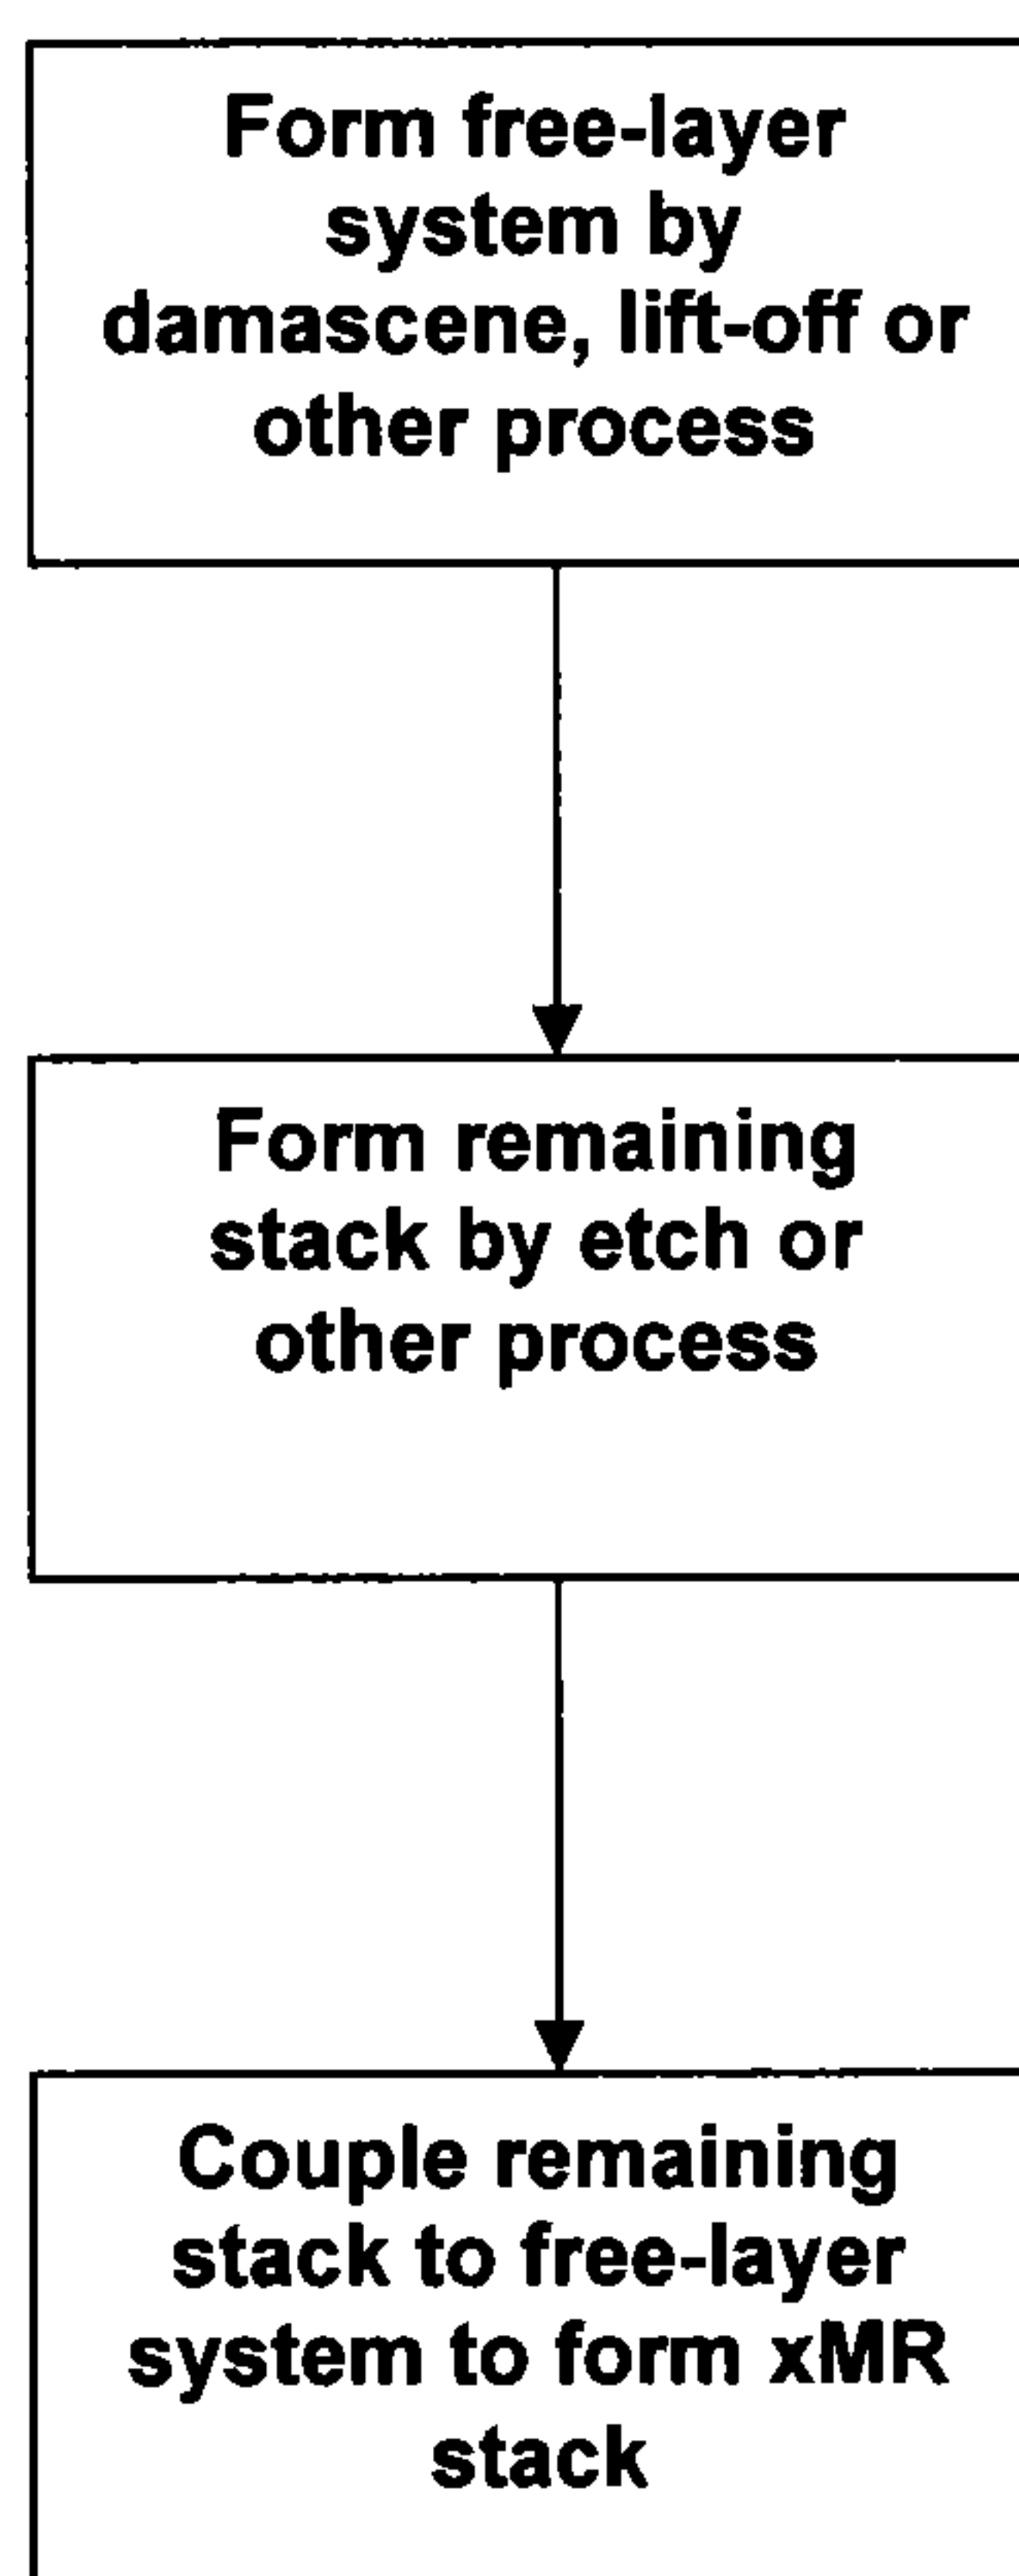 Form free-layer
system by
damascene, lift-off or
other process
Form remaining
stack by etch or
other process
Couple remaining
stack to free-layer
system to form xMR
stack